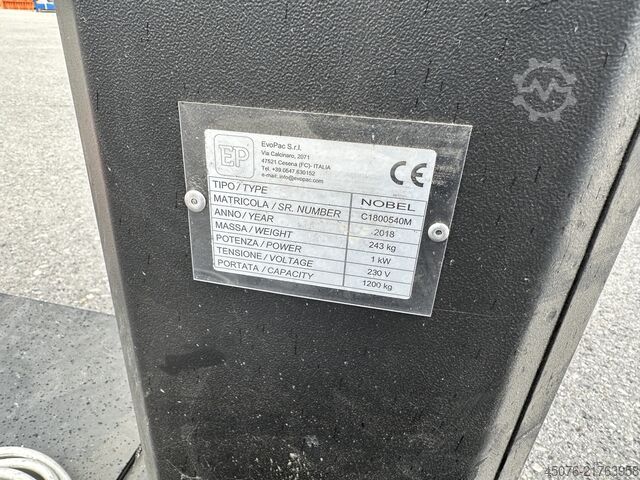 EP
EvoPac S.r.l.
Via Calcinaro, 2071
47521 Cesena (FC)- ITALIA
Tel. +39.0547.630152
e-mail: info@evopac.com
CE
TIPO / TYPE NOBEL
MATRICOLA / SR. NUMBER C1800540M
ANNO / YEAR 2018
MASSA / WEIGHT 243 kg
POTENZA / POWER 1 kW
TENSIONE / VOLTAGE 230 V
PORTATA / CAPACITY 1200 kg
45076-21763958